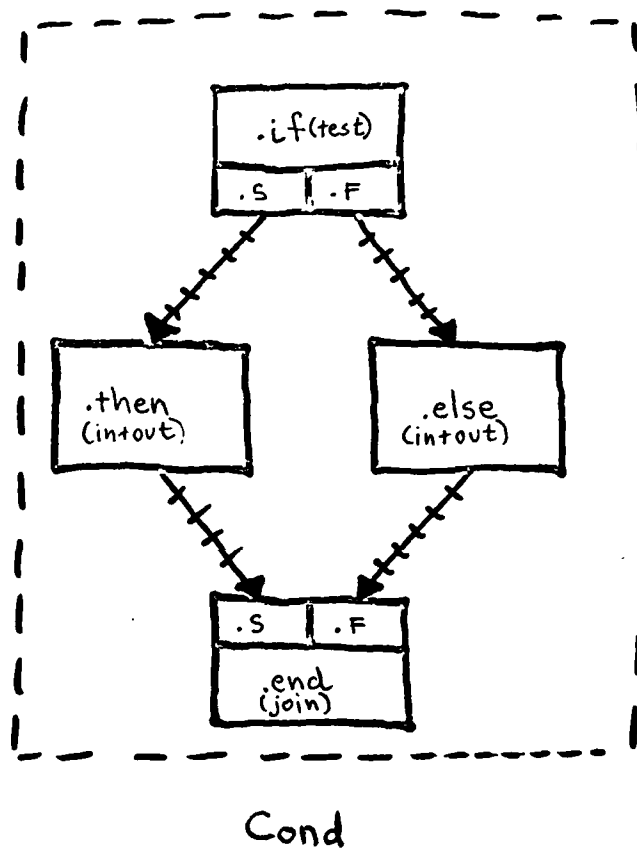 .if(test)
.S .F
.then
(in+out)
.else
(in+out)
.S .F
.end
(join)
Cond